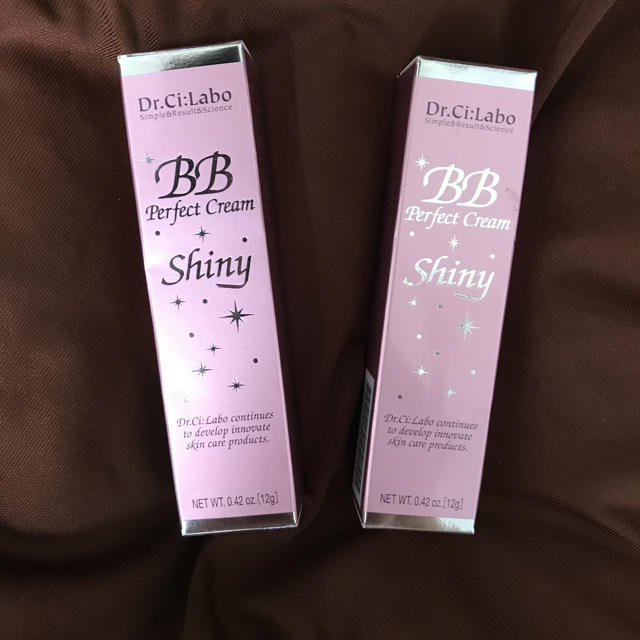 Dr.Ci:Labo
Simple&Result&Science
BB
Perfect Cream
Shiny
Dr.Ci:Labo continues
to develop innovate
skin care products.
NET WT. 0.42 oz.[12g]
Dr.Ci:Labo
Simple&Result&Science
BB
Perfect Cream
Shiny
Dr.Ci:Labo continues
to develop innovate
skin care products.
NET WT. 0.42 oz.[12g]